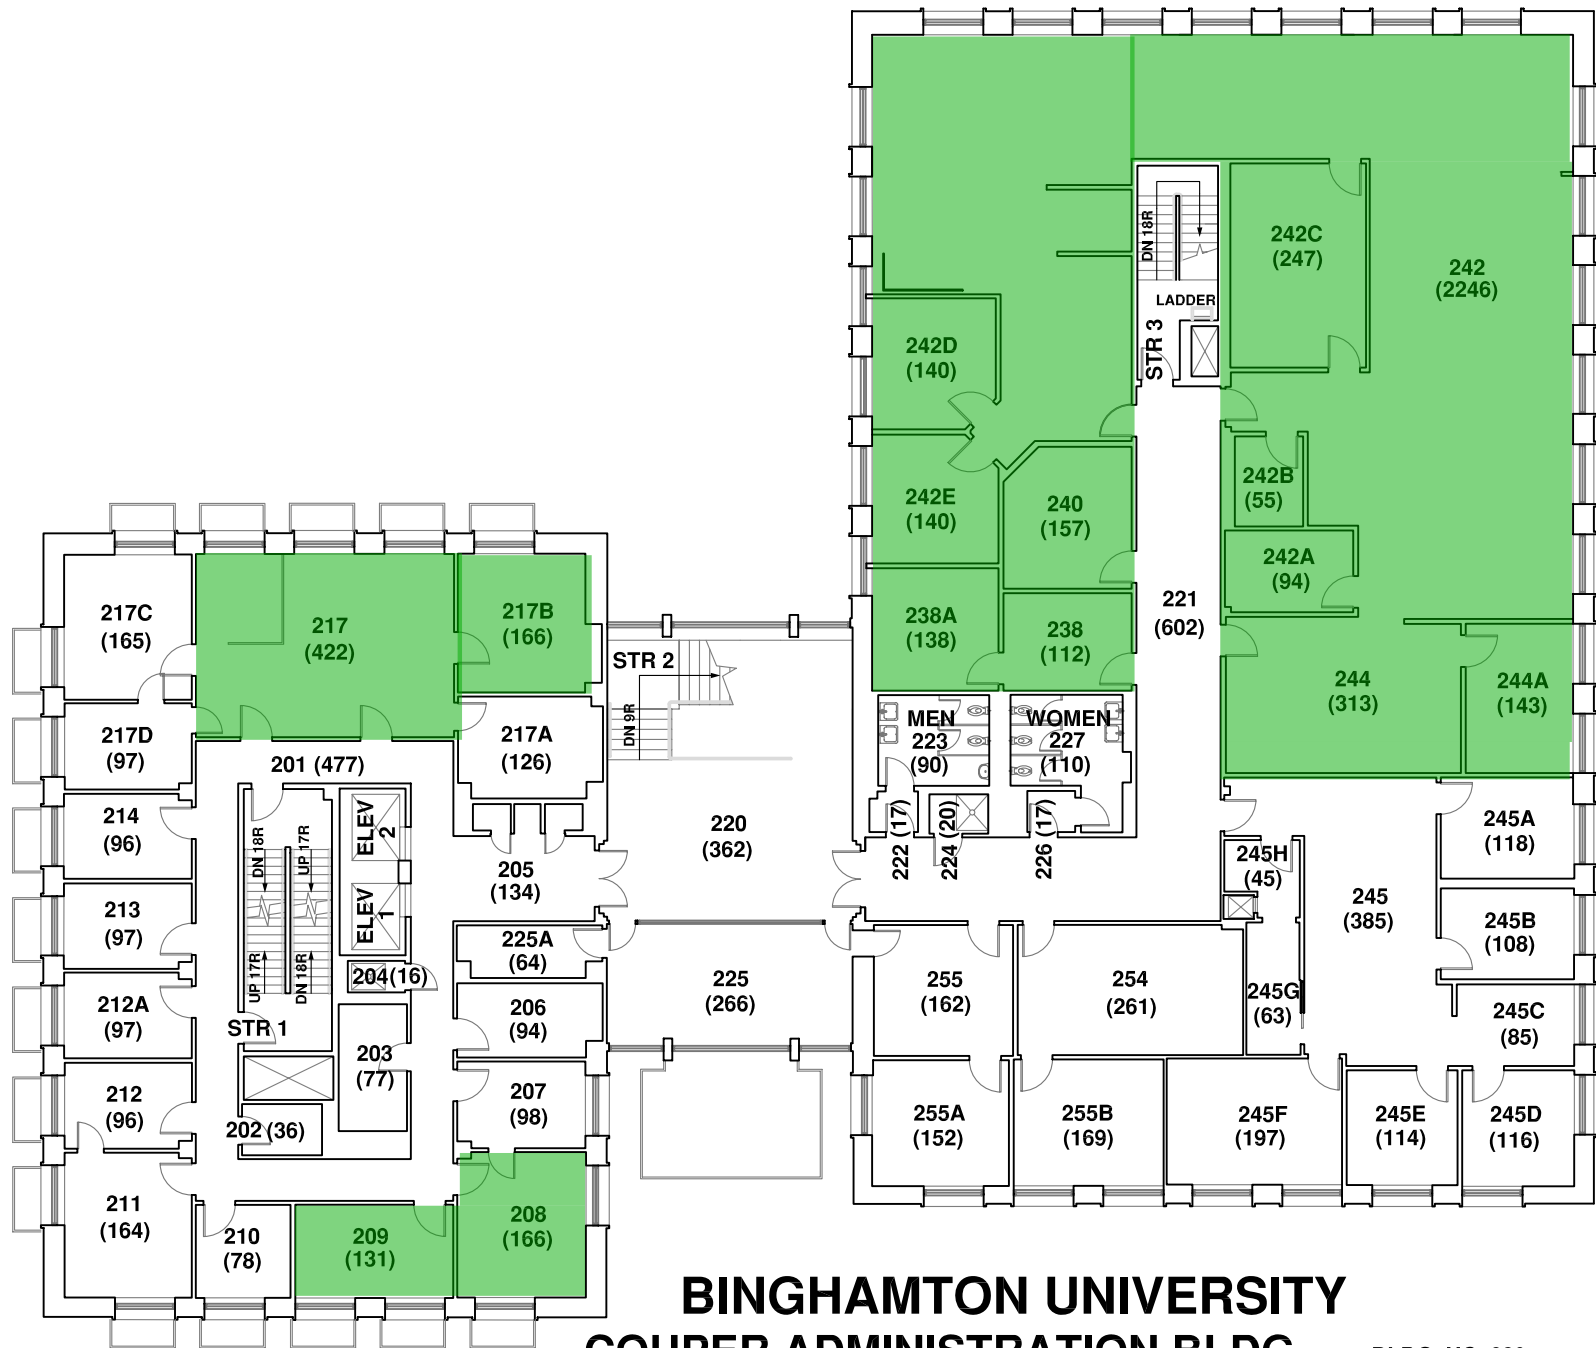 242C
(247)
242
(2246)
DN 18R
LADDER
STR 3
242D
(140)
242E
(140)
240
(157)
242B
(55)
242A
(94)
221
(602)
238A
(138)
238
(112)
244
(313)
244A
(143)
217C
(165)
217
(422)
217B
(166)
STR 2
DN 9R
217D
(97)
217A
(126)
201 (477)
MEN
223
(90)
WOMEN
227
(110)
214
(96)
DN 18R
UP 17R
ELEV
2
220
(362)
222 (17)
224 (20)
226 (17)
245A
(118)
245H
(45)
205
(134)
213
(97)
ELEV
1
245
(385)
245B
(108)
225A
(64)
UP 17R
DN 18R
204(16)
225
(266)
255
(162)
254
(261)
245G
(63)
245C
(85)
212A
(97)
STR 1
206
(94)
203
(77)
212
(96)
202 (36)
207
(98)
255A
(152)
255B
(169)
245F
(197)
245E
(114)
245D
(116)
211
(164)
210
(78)
209
(131)
208
(166)
BINGHAMTON UNIVERSITY
COUPER ADMINISTRATION BLDG